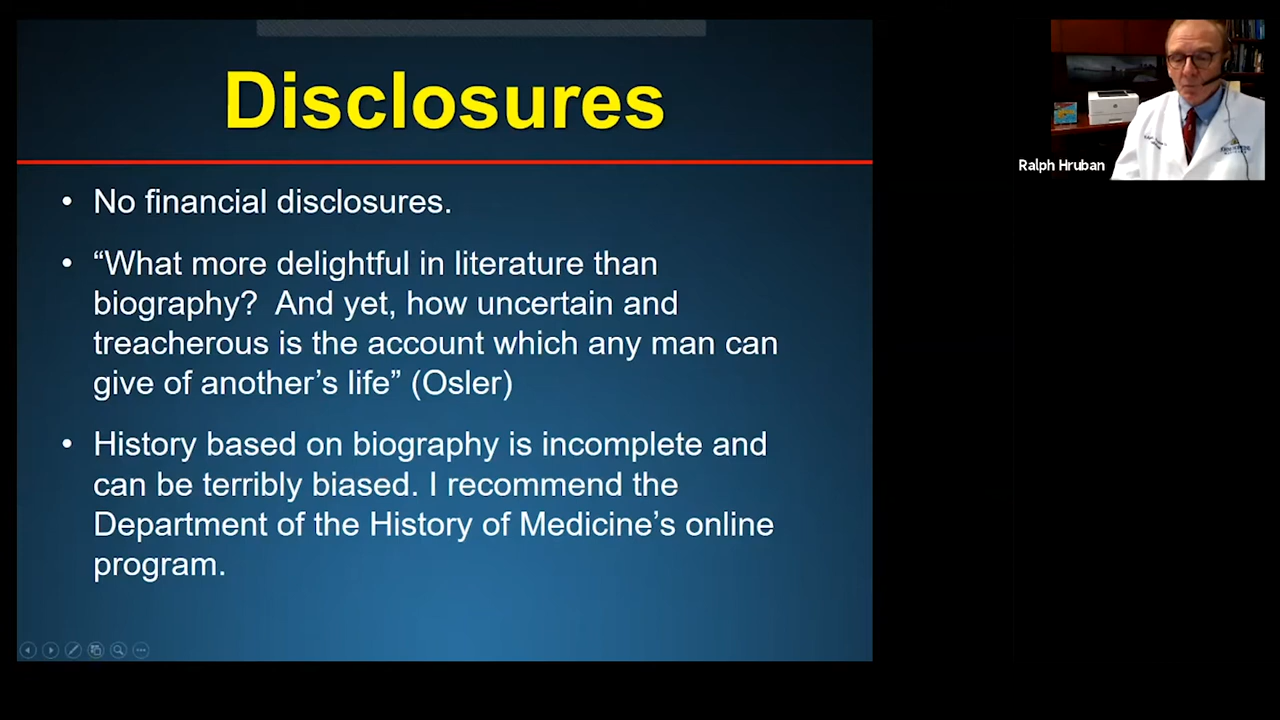 Disclosures
• No financial disclosures.
• “What more delightful in literature than
biography?  And yet, how uncertain and
treacherous is the account which any man can
give of another’s life” (Osler)
• History based on biography is incomplete and
can be terribly biased. I recommend the
Department of the History of Medicine’s online
program.
Ralph Hruban